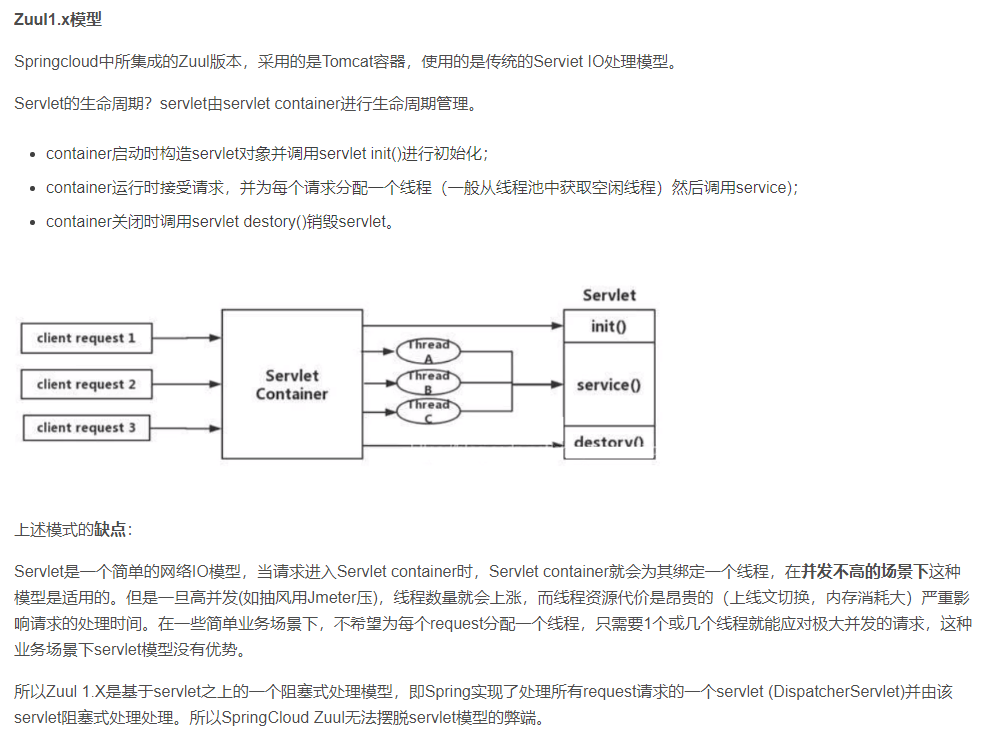 Zuul1.x模型
Springcloud中所集成的Zuul版本，采用的是Tomcat容器，使用的是传统的Serviet IO处理模型。
Servlet的生命周期？servlet由servlet container进行生命周期管理。
container启动时构造servlet对象并调用servlet init()进行初始化；
container运行时接受请求，并为每个请求分配一个线程（一般从线程池中获取空闲线程）然后调用service)；
container关闭时调用servlet destory()销毁servlet。
Servlet
init()
client request 1
Thread
A
client request 2
Servlet
Container
Thread
B
service()
client request 3
Thread
C
destory()
上述模式的缺点：
Servlet是一个简单的网络IO模型，当请求进入Servlet container时，Servlet container就会为其绑定一个线程，在并发不高的场景下这种
模型是适用的。但是一旦高并发(如抽风用Jmeter压)，线程数量就会上涨，而线程资源代价是昂贵的（上线文切换，内存消耗大）严重影
响请求的处理时间。在一些简单业务场景下，不希望为每个request分配一个线程，只需要1个或几个线程就能应对极大并发的请求，这种
业务场景下servlet模型没有优势。
所以Zuul 1.X是基于servlet之上的一个阻塞式处理模型，即Spring实现了处理所有request请求的一个servlet (DispatcherServlet)并由该
servlet阻塞式处理处理。所以SpringCloud Zuul无法摆脱servlet模型的弊端。